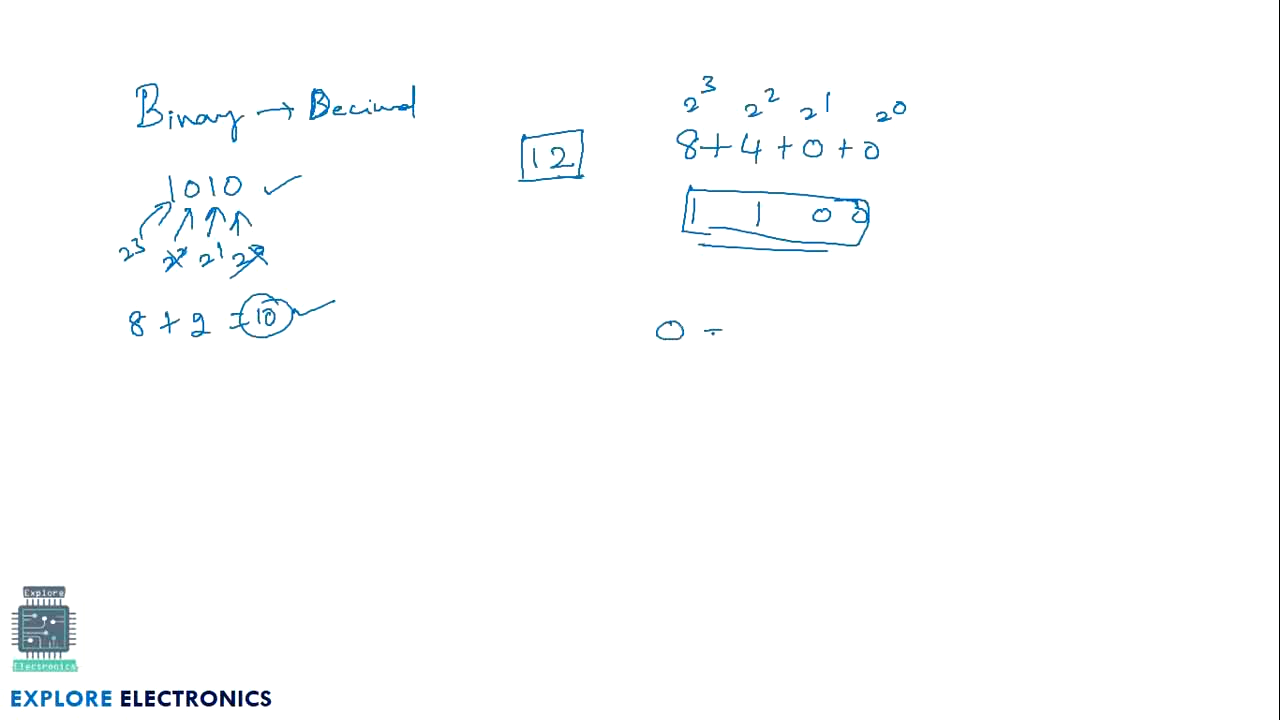 Binary → Decimal
1010 ✓
2³ 2² 2¹ 2⁰
8 + 2 = 10 ✓
12
2³ 2² 2¹ 2⁰
8 + 4 + 0 + 0
1 1 0 0
0 -
Explore
Electronics
EXPLORE ELECTRONICS